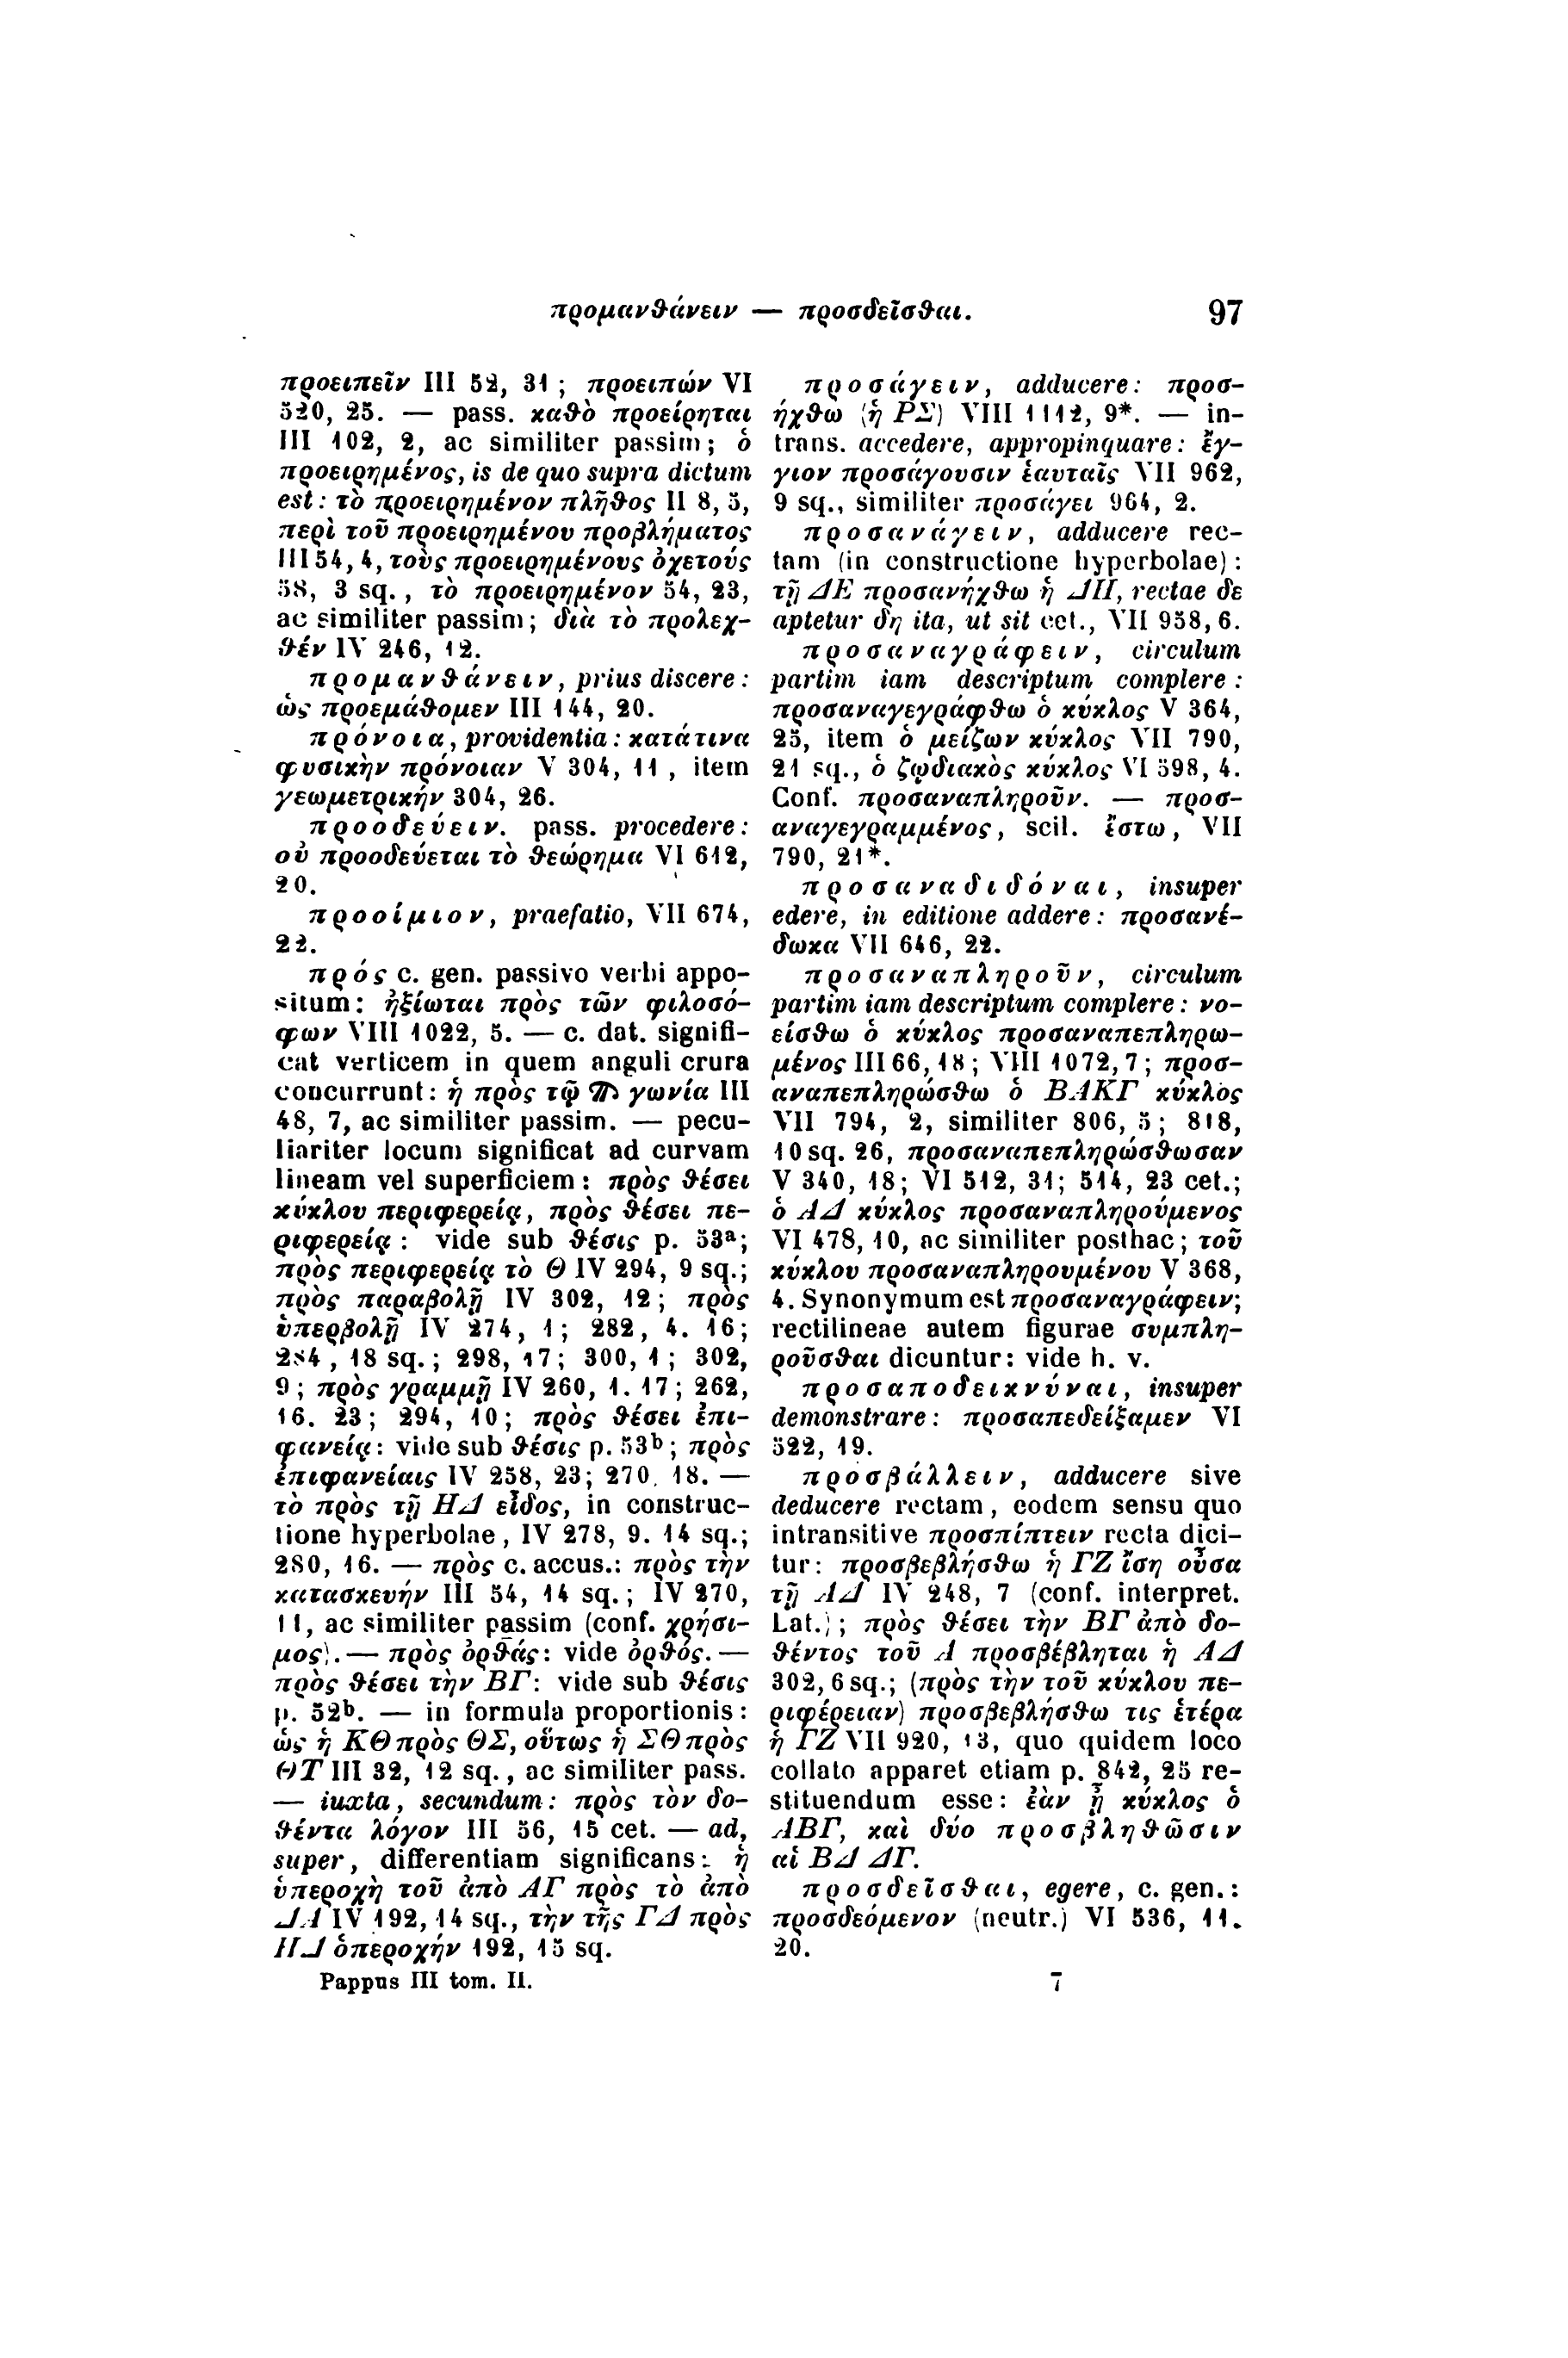 προμανθάνειν — προσδεῖσθαι. 97
προειπεῖν III 52, 31; προειπών VI
520, 25. — pass. καθὸ προείρηται
III 102, 2, ac similiter passim; ὁ
προειρημένος, is de quo supra dictum
est: τὸ προειρημένον πλῆθος II 8, 5,
περὶ τοῦ προειρημένου προβλήματος
III 54, 4, τοὺς προειρημένους ὀχετούς
58, 3 sq., τὸ προειρημένον 54, 23,
ac similiter passim; διὰ τὸ προλεχ-
θέν IV 246, 12.
προμανθάνειν, prius discere:
ὡς προεμάθομεν III 144, 20.
πρόνοια, providentia: κατάτινα
φυσικὴν πρόνοιαν V 304, 11, item
γεωμετρικήν 304, 26.
προοδεύειν. pass. procedere:
οὐ προοδεύεται τὸ θεώρημα VI 612,
20.
προοίμιον, praefatio, VII 674,
22.
πρός c. gen. passivo verbi appo-
situm: ἠξίωται πρὸς τῶν φιλοσό-
φων VIII 1022, 5. — c. dat. signifi-
cat verticem in quem anguli crura
concurrunt: ἡ πρὸς τῷ ϡ γωνία III
48, 7, ac similiter passim. — pecu-
liariter locum significat ad curvam
lineam vel superficiem: πρὸς θέσει
κύκλου περιφερείᾳ, πρὸς θέσει πε-
ριφερείᾳ: vide sub θέσις p. 53a;
πρὸς περιφερείᾳ τὸ Θ IV 294, 9 sq.;
πρὸς παραβολῇ IV 302, 12; πρὸς
ὑπερβολῇ IV 274, 1; 282, 4. 16;
284, 18 sq.; 298, 17; 300, 1; 302,
9; πρὸς γραμμῇ IV 260, 1. 17; 262,
16. 23; 294, 10; πρὸς θέσει ἐπι-
φανείᾳ: vide sub θέσις p. 53b; πρὸς
ἐπιφανείαις IV 258, 23; 270, 18. —
τὸ πρὸς τῇ ΗΔ εἶδος, in construc-
tione hyperbolae, IV 278, 9. 14 sq.;
280, 16. — πρὸς c. accus.: πρὸς τὴν
κατασκευήν III 54, 14 sq.; IV 270,
11, ac similiter passim (conf. χρήσι-
μος). — πρὸς ὀρθάς: vide ὀρθός. —
πρὸς θέσει τὴν ΒΓ: vide sub θέσις
p. 52b. — in formula proportionis:
ὡς ἡ ΚΘ πρὸς ΘΣ, οὕτως ἡ ΣΘ πρὸς
ΘΤ III 32, 12 sq., ac similiter pass.
— iuxta, secundum: πρὸς τὸν δο-
θέντα λόγον III 56, 15 cet. — ad,
super, differentiam significans: ἡ
ὑπεροχὴ τοῦ ἀπὸ ΑΓ πρὸς τὸ ἀπὸ
ΔΑ IV 192, 14 sq., τὴν τῆς ΓΔ πρὸς
ΗΔ ὁπεροχήν 192, 15 sq.
Pappus III tom. II.
προσάγειν, adducere: προσ-
ήχθω (ἡ ΡΣ) VIII 1112, 9*. — in-
trans. accedere, appropinquare: ἔγ-
γιον προσάγουσιν ἑαυταῖς VII 962,
9 sq., similiter προσάγει 964, 2.
προσανάγειν, adducere rec-
tam (in constructione hyperbolae):
τῇ ΔΕ προσανήχθω ἡ ΔΗ, rectae δε
aptetur δη ita, ut sit cet., VII 958, 6.
προσαναγράφειν, circulum
partim iam descriptum complere:
προσαναγεγράφθω ὁ κύκλος V 364,
25, item ὁ μείζων κύκλος VII 790,
21 sq., ὁ ζῳδιακὸς κύκλος VI 598, 4.
Conf. προσαναπληροῦν. — προσ-
αναγεγραμμένος, scil. ἔστω, VII
790, 21*.
προσαναδιδόναι, insuper
edere, in editione addere: προσανέ-
δωκα VII 646, 22.
προσαναπληροῦν, circulum
partim iam descriptum complere: νο-
είσθω ὁ κύκλος προσαναπεπληρω-
μένος III 66, 18; VIII 1072, 7; προσ-
αναπεπληρώσθω ὁ ΒΑΚΓ κύκλος
VII 794, 2, similiter 806, 5; 818,
10 sq. 26, προσαναπεπληρώσθωσαν
V 340, 18; VI 512, 31; 514, 23 cet.;
ὁ ΑΔ κύκλος προσαναπληρούμενος
VI 478, 10, ac similiter posthac; τοῦ
κύκλου προσαναπληρουμένου V 368,
4. Synonymum est προσαναγράφειν;
rectilineae autem figurae συμπλη-
ροῦσθαι dicuntur: vide h. v.
προσαποδεικνύναι, insuper
demonstrare: προσαπεδείξαμεν VI
522, 19.
προσβάλλειν, adducere sive
deducere rectam, eodem sensu quo
intransitive προσπίπτειν recta dici-
tur: προσβεβλήσθω ἡ ΓΖ ἴση οὖσα
τῇ ΑΔ IV 248, 7 (conf. interpret.
Lat.); πρὸς θέσει τὴν ΒΓ ἀπὸ δο-
θέντος τοῦ Α προσβέβληται ἡ ΑΔ
302, 6 sq.; (πρὸς τὴν τοῦ κύκλου πε-
ριφέρειαν) προσβεβλήσθω τις ἑτέρα
ἡ ΓΖ VII 920, 13, quo quidem loco
collato apparet etiam p. 842, 25 re-
stituendum esse: ἐὰν ᾖ κύκλος ὁ
ΑΒΓ, καὶ δύο προσβληθῶσιν
αἱ ΒΔ ΔΓ.
προσδεῖσθαι, egere, c. gen.:
προσδεόμενον (neutr.) VI 536, 11.
20.
7